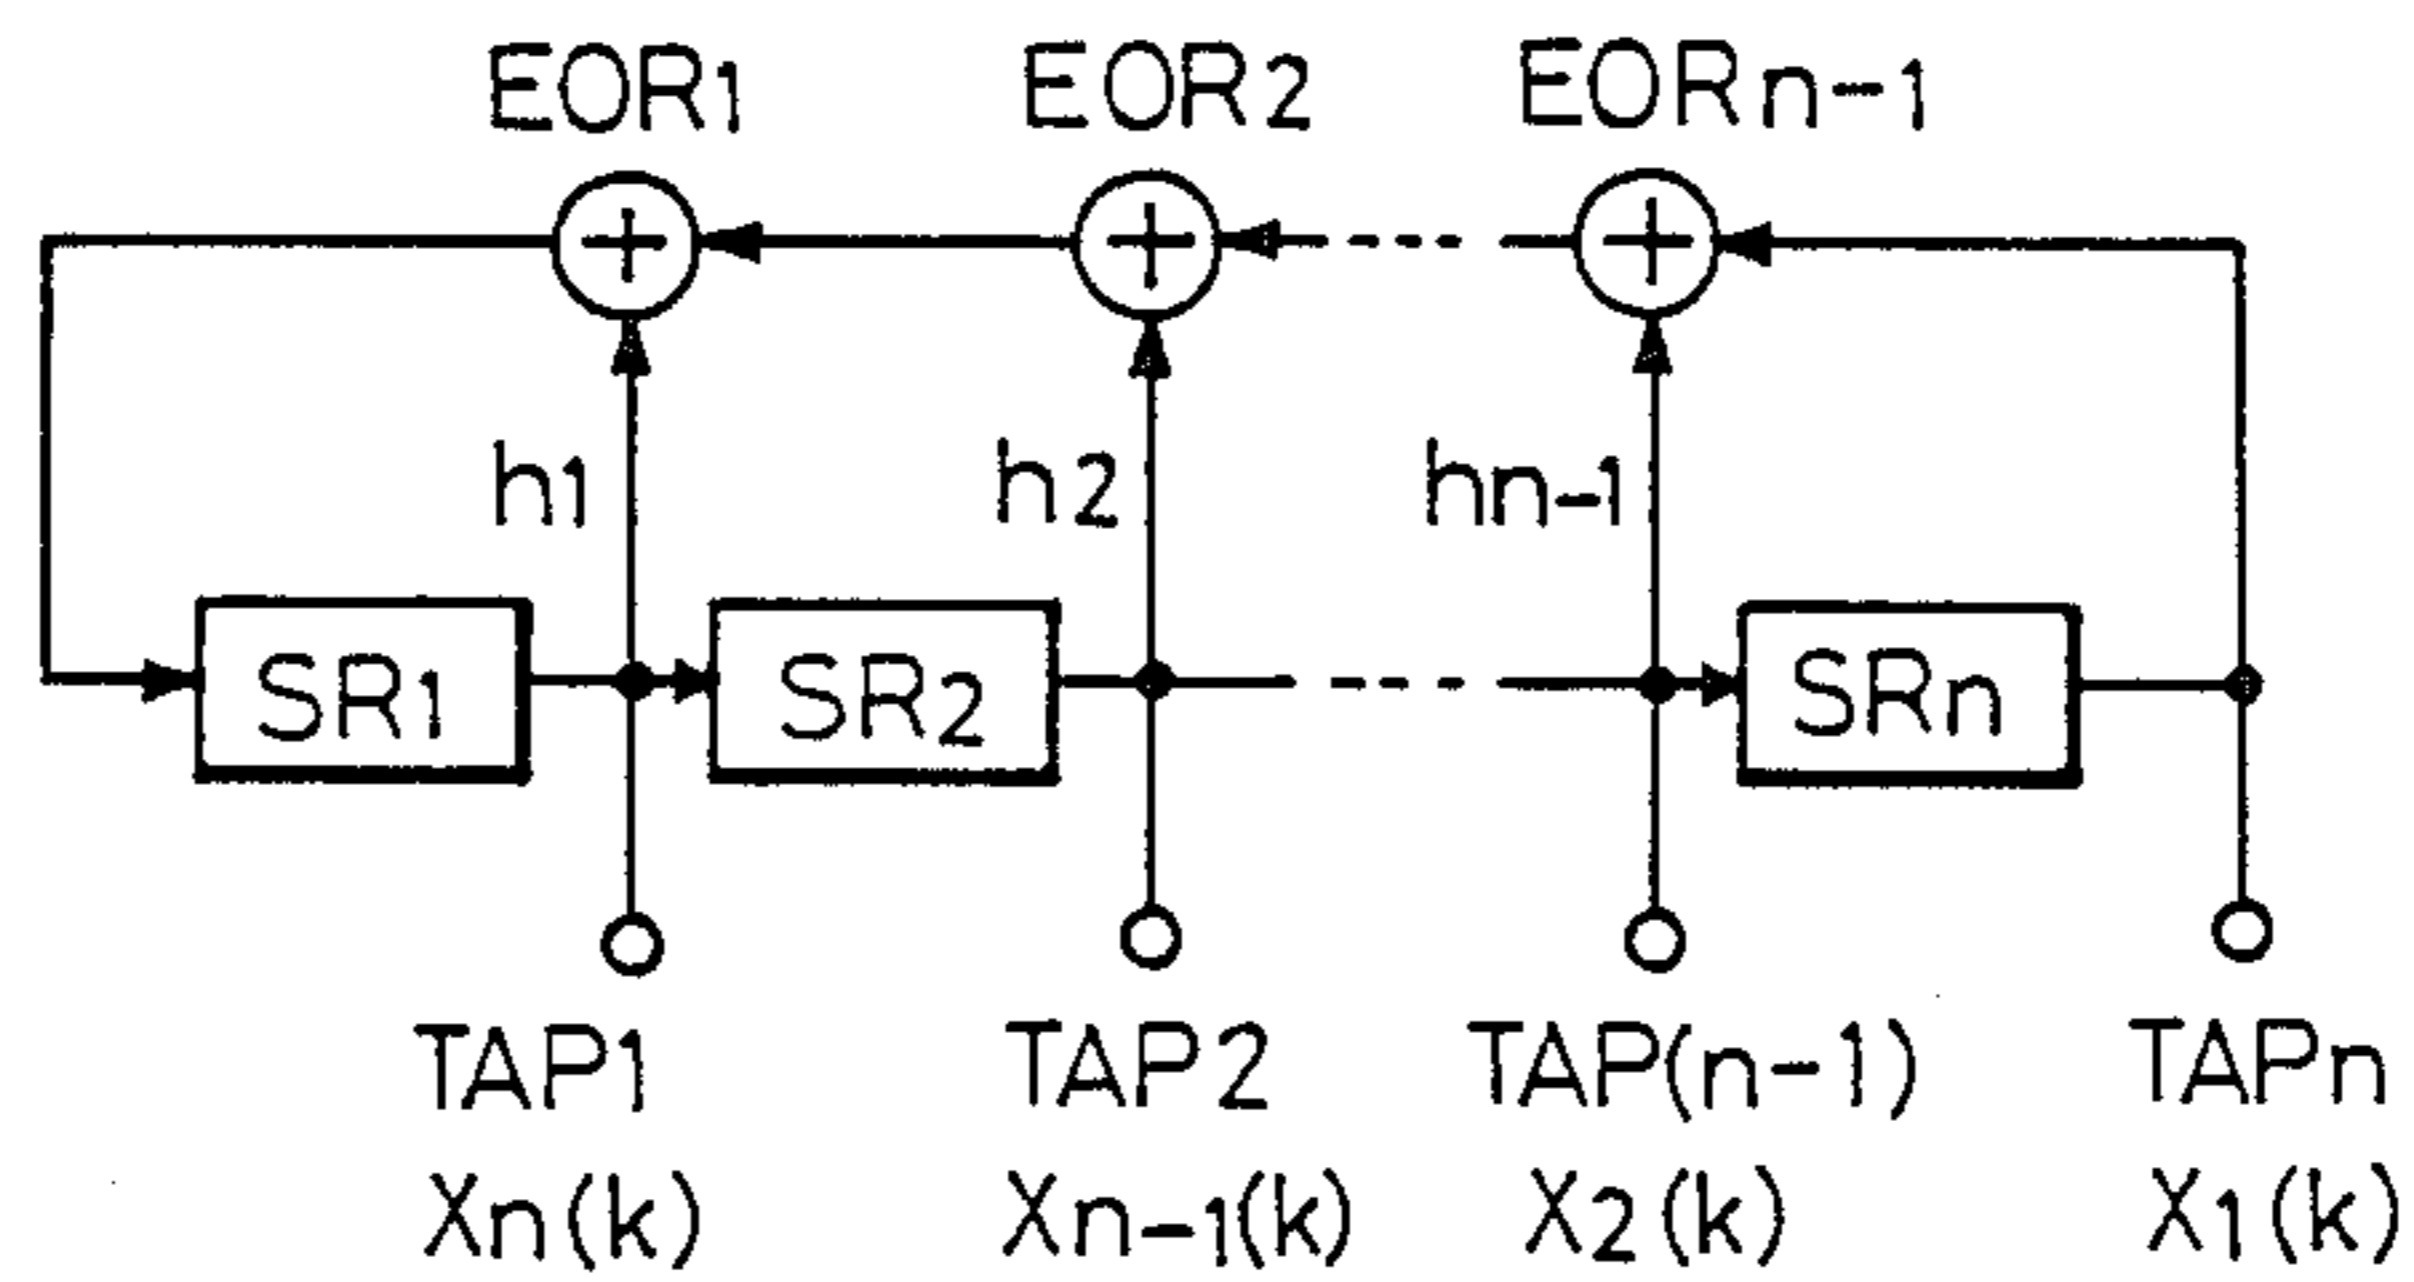 EOR1 EOR2 EORn-1
h1 h2 hn-1
SR1 SR2 SRn
TAP1 TAP2 TAP(n-1) TAPn
Xn(k) Xn-1(k) X2(k) X1(k)